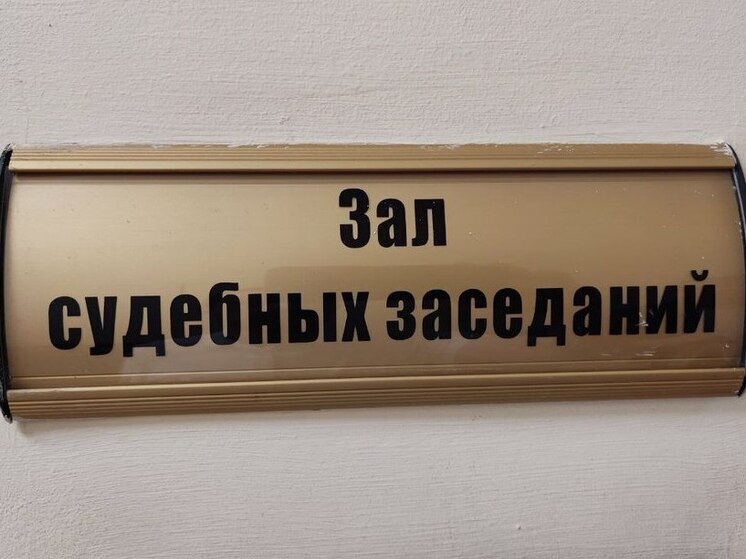 Зал
судебных заседаний